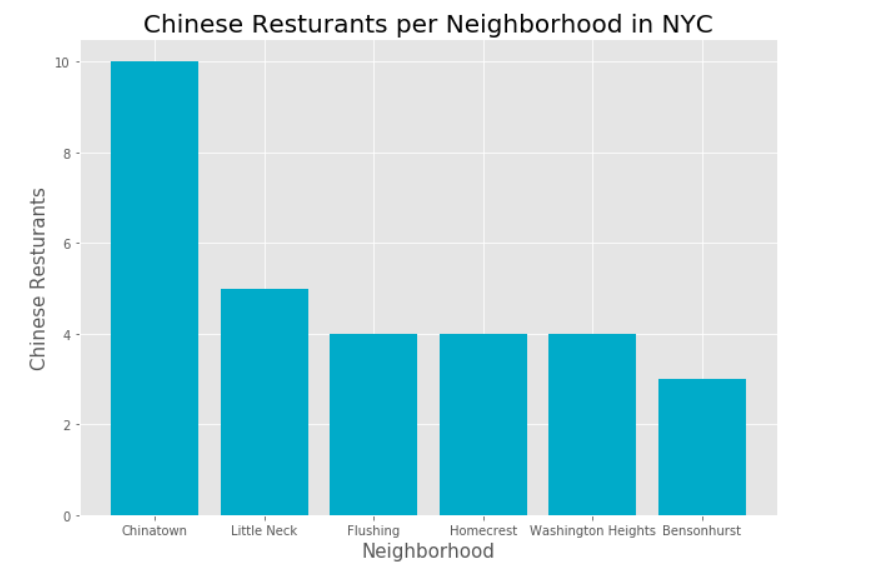 Chinese Resturants per Neighborhood in NYC
Chinese Resturants
10
8
6
4
2
0
Chinatown Little Neck Flushing Homecrest Washington Heights Bensonhurst
Neighborhood